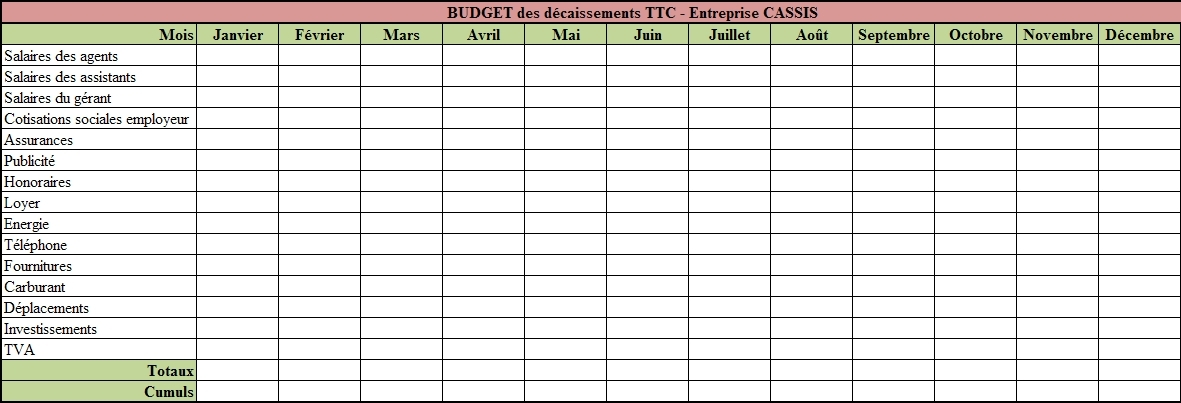 BUDGET des décaissements TTC - Entreprise CASSIS
Mois Janvier Février Mars Avril Mai Juin Juillet Août Septembre Octobre Novembre Décembre
Salaires des agents
Salaires des assistants
Salaires du gérant
Cotisations sociales employeur
Assurances
Publicité
Honoraires
Loyer
Energie
Téléphone
Fournitures
Carburant
Déplacements
Investissements
TVA
Totaux
Cumuls